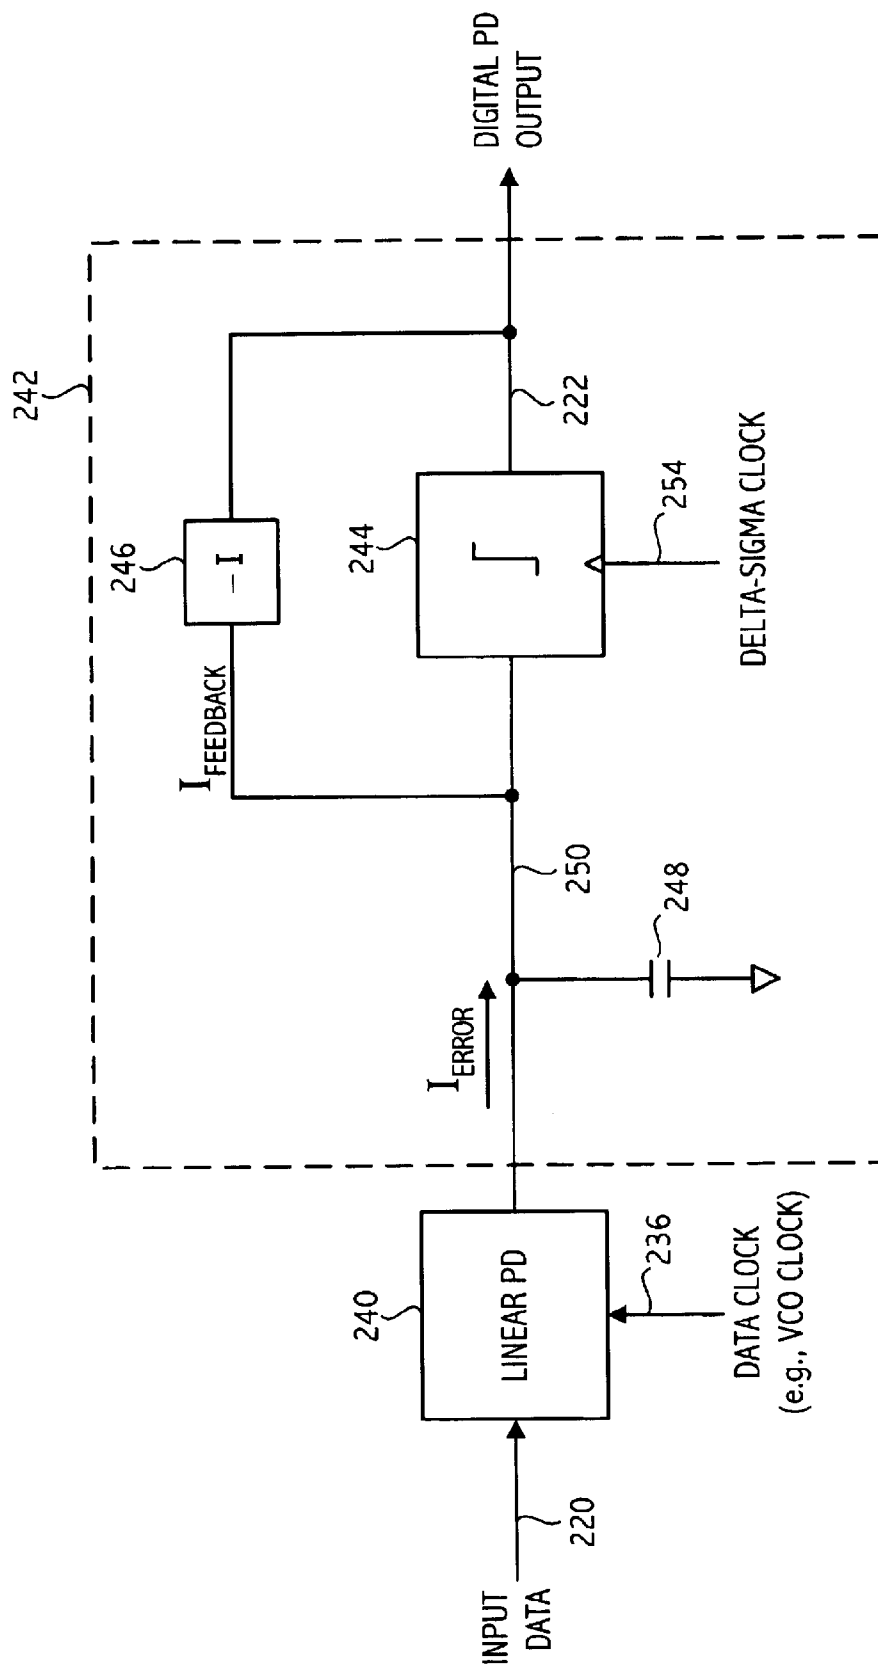 242
246
-I
I FEEDBACK
244
222
DIGITAL PD
OUTPUT
254
DELTA-SIGMA CLOCK
250
248
I ERROR
240
LINEAR PD
236
DATA CLOCK
(e.g., VCO CLOCK)
220
INPUT
DATA